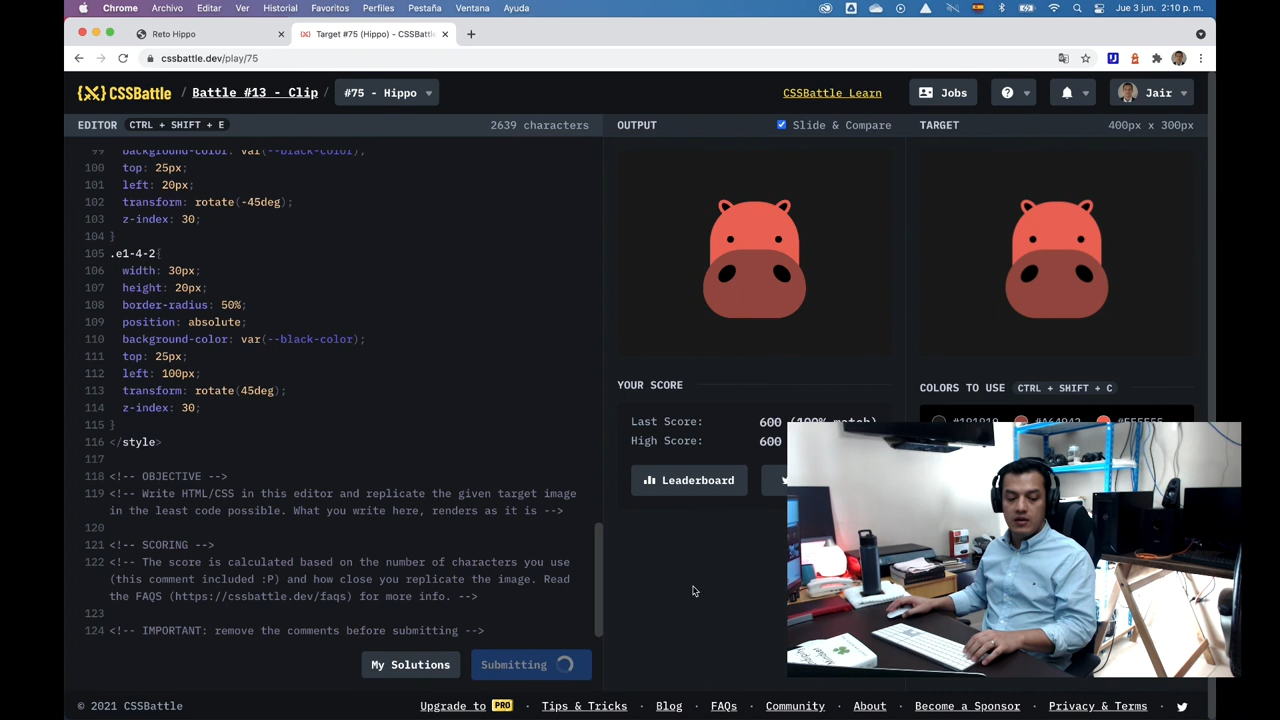 Chrome Archivo Editar Ver Historial Favoritos Perfiles Pestaña Ventana Ayuda Jue 3 jun. 2:10 p. m.
Reto Hippo Target #75 (Hippo) - CSSBattle
cssbattle.dev/play/75
CSSBattle / Battle #13 - Clip / #75 - Hippo CSSBattle Learn Jobs Jair
EDITOR CTRL + SHIFT + E 2639 characters OUTPUT Slide & Compare TARGET 400px x 300px
99 background-color: var(--black-color);
100 top: 25px;
101 left: 20px;
102 transform: rotate(-45deg);
103 z-index: 30;
104 }
105 .e1-4-2{
106 width: 30px;
107 height: 20px;
108 border-radius: 50%;
109 position: absolute;
110 background-color: var(--black-color);
111 top: 25px;
112 left: 100px;
113 transform: rotate(45deg);
114 z-index: 30;
115 }
116 </style>
117
118 <!-- OBJECTIVE -->
119 <!-- Write HTML/CSS in this editor and replicate the given target image
in the least code possible. What you write here, renders as it is -->
120
121 <!-- SCORING -->
122 <!-- The score is calculated based on the number of characters you use
(this comment included :P) and how close you replicate the image. Read
the FAQS (https://cssbattle.dev/faqs) for more info. -->
123
124 <!-- IMPORTANT: remove the comments before submitting -->
My Solutions Submitting
YOUR SCORE
Last Score: 600 (100% match)
High Score: 600
Leaderboard
COLORS TO USE CTRL + SHIFT + C
© 2021 CSSBattle Upgrade to PRO · Tips & Tricks · Blog · FAQs · Community · About · Become a Sponsor · Privacy & Terms ·